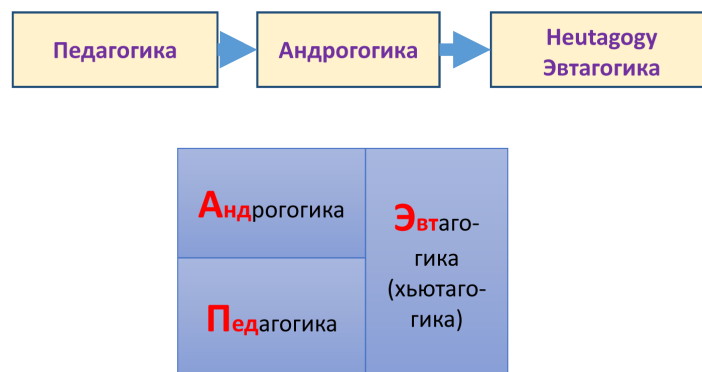 Педагогика
Андрогогика
Heutagogy
Эвтагогика
Андрогогика
Эвтаго-
гика
(хьютаго-
гика)
Педагогика